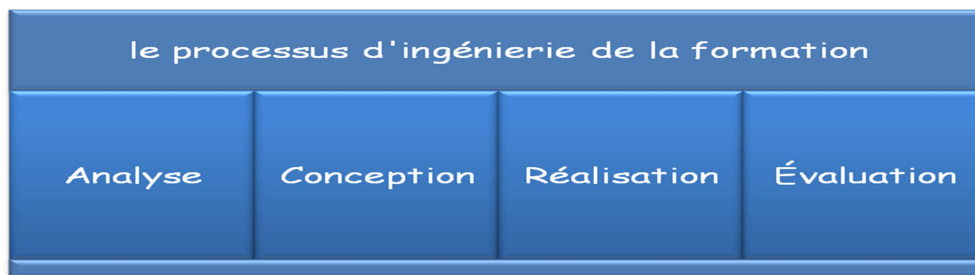 le processus d'ingénierie de la formation
Analyse Conception Réalisation Évaluation